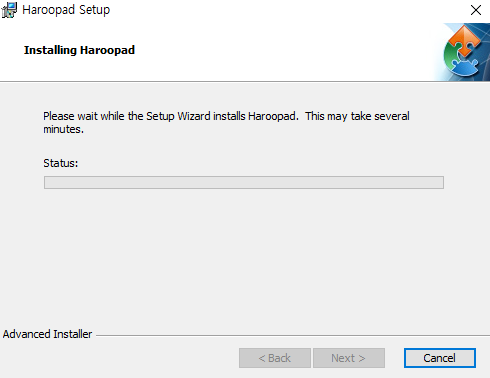 Haroopad Setup
Installing Haroopad
Please wait while the Setup Wizard installs Haroopad.  This may take several
minutes.
Status:
Advanced Installer
< Back Next > Cancel